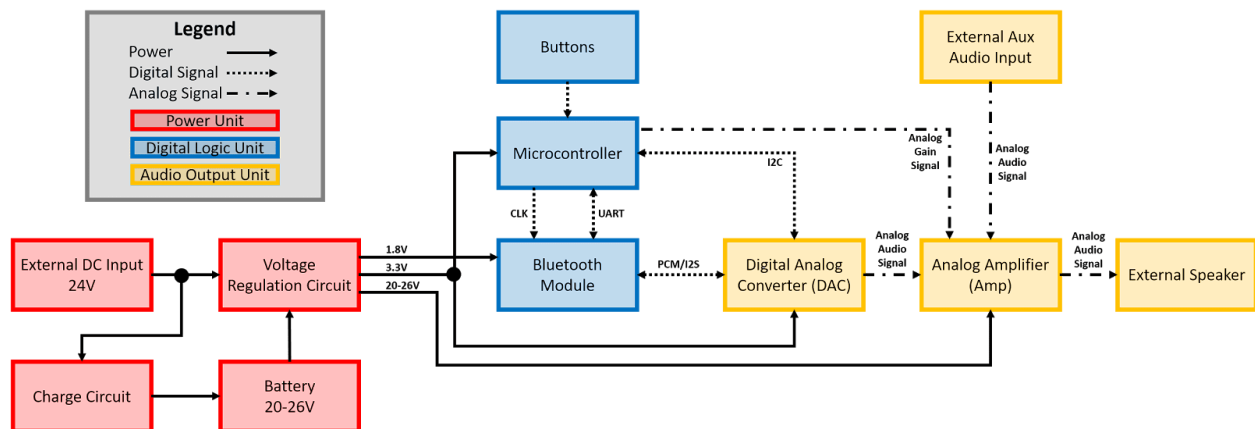 Legend
Power
Digital Signal
Analog Signal
Power Unit
Digital Logic Unit
Audio Output Unit
Buttons
External Aux
Audio Input
Microcontroller
I2C
Analog
Gain
Signal
Analog
Audio
Signal
CLK
UART
External DC Input
24V
Voltage
Regulation Circuit
1.8V
3.3V
20-26V
Bluetooth
Module
PCM/I2S
Digital Analog
Converter (DAC)
Analog
Audio
Signal
Analog Amplifier
(Amp)
Analog
Audio
Signal
External Speaker
Charge Circuit
Battery
20-26V